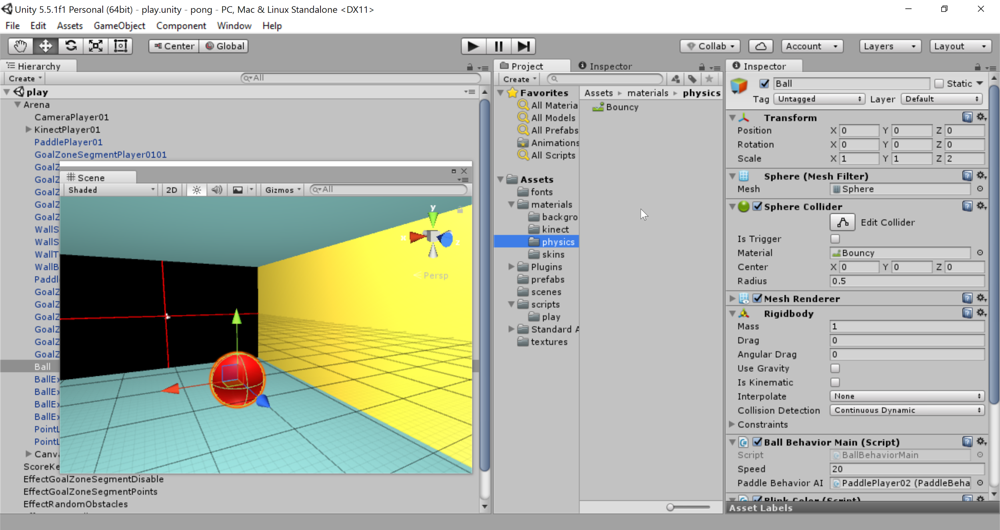 Unity 5.5.1f1 Personal (64bit) - play.unity - pong - PC, Mac & Linux Standalone <DX11>
File Edit Assets GameObject Component Window Help
Center Global Collab Account Layers Layout
Hierarchy
Create All
play
Arena
CameraPlayer01
KinectPlayer01
PaddlePlayer01
GoalZoneSegmentPlayer0101
GoalZ
GoalZ
GoalZ
GoalZ
GoalZ
WallS
WallS
WallT
WallB
Paddl
GoalZ
GoalZ
GoalZ
GoalZ
GoalZ
GoalZ
Ball
BallEx
BallEx
BallEx
BallEx
PointL
PointL
Canva
ScoreKe
EffectGoalZoneSegmentDisable
EffectGoalZoneSegmentPoints
EffectRandomObstacles
Scene
Shaded 2D Gizmos All
y
x
z
Persp
Project Inspector
Create
Favorites
All Materia
All Models
All Prefabs
Animations
All Scripts
Assets
fonts
materials
backgro
kinect
physics
skins
Plugins
prefabs
scenes
scripts
play
Standard A
textures
Assets materials physics
Bouncy
Inspector
Ball Static
Tag Untagged Layer Default
Transform
Position X 0 Y 0 Z 0
Rotation X 0 Y 0 Z 0
Scale X 1 Y 1 Z 2
Sphere (Mesh Filter)
Mesh Sphere
Sphere Collider
Edit Collider
Is Trigger
Material Bouncy
Center X 0 Y 0 Z 0
Radius 0.5
Mesh Renderer
Rigidbody
Mass 1
Drag 0
Angular Drag 0
Use Gravity
Is Kinematic
Interpolate None
Collision Detection Continuous Dynamic
Constraints
Ball Behavior Main (Script)
Script BallBehaviorMain
Speed 20
Paddle Behavior AI PaddlePlayer02 (PaddleBeha
Blink Color (Script)
Asset Labels